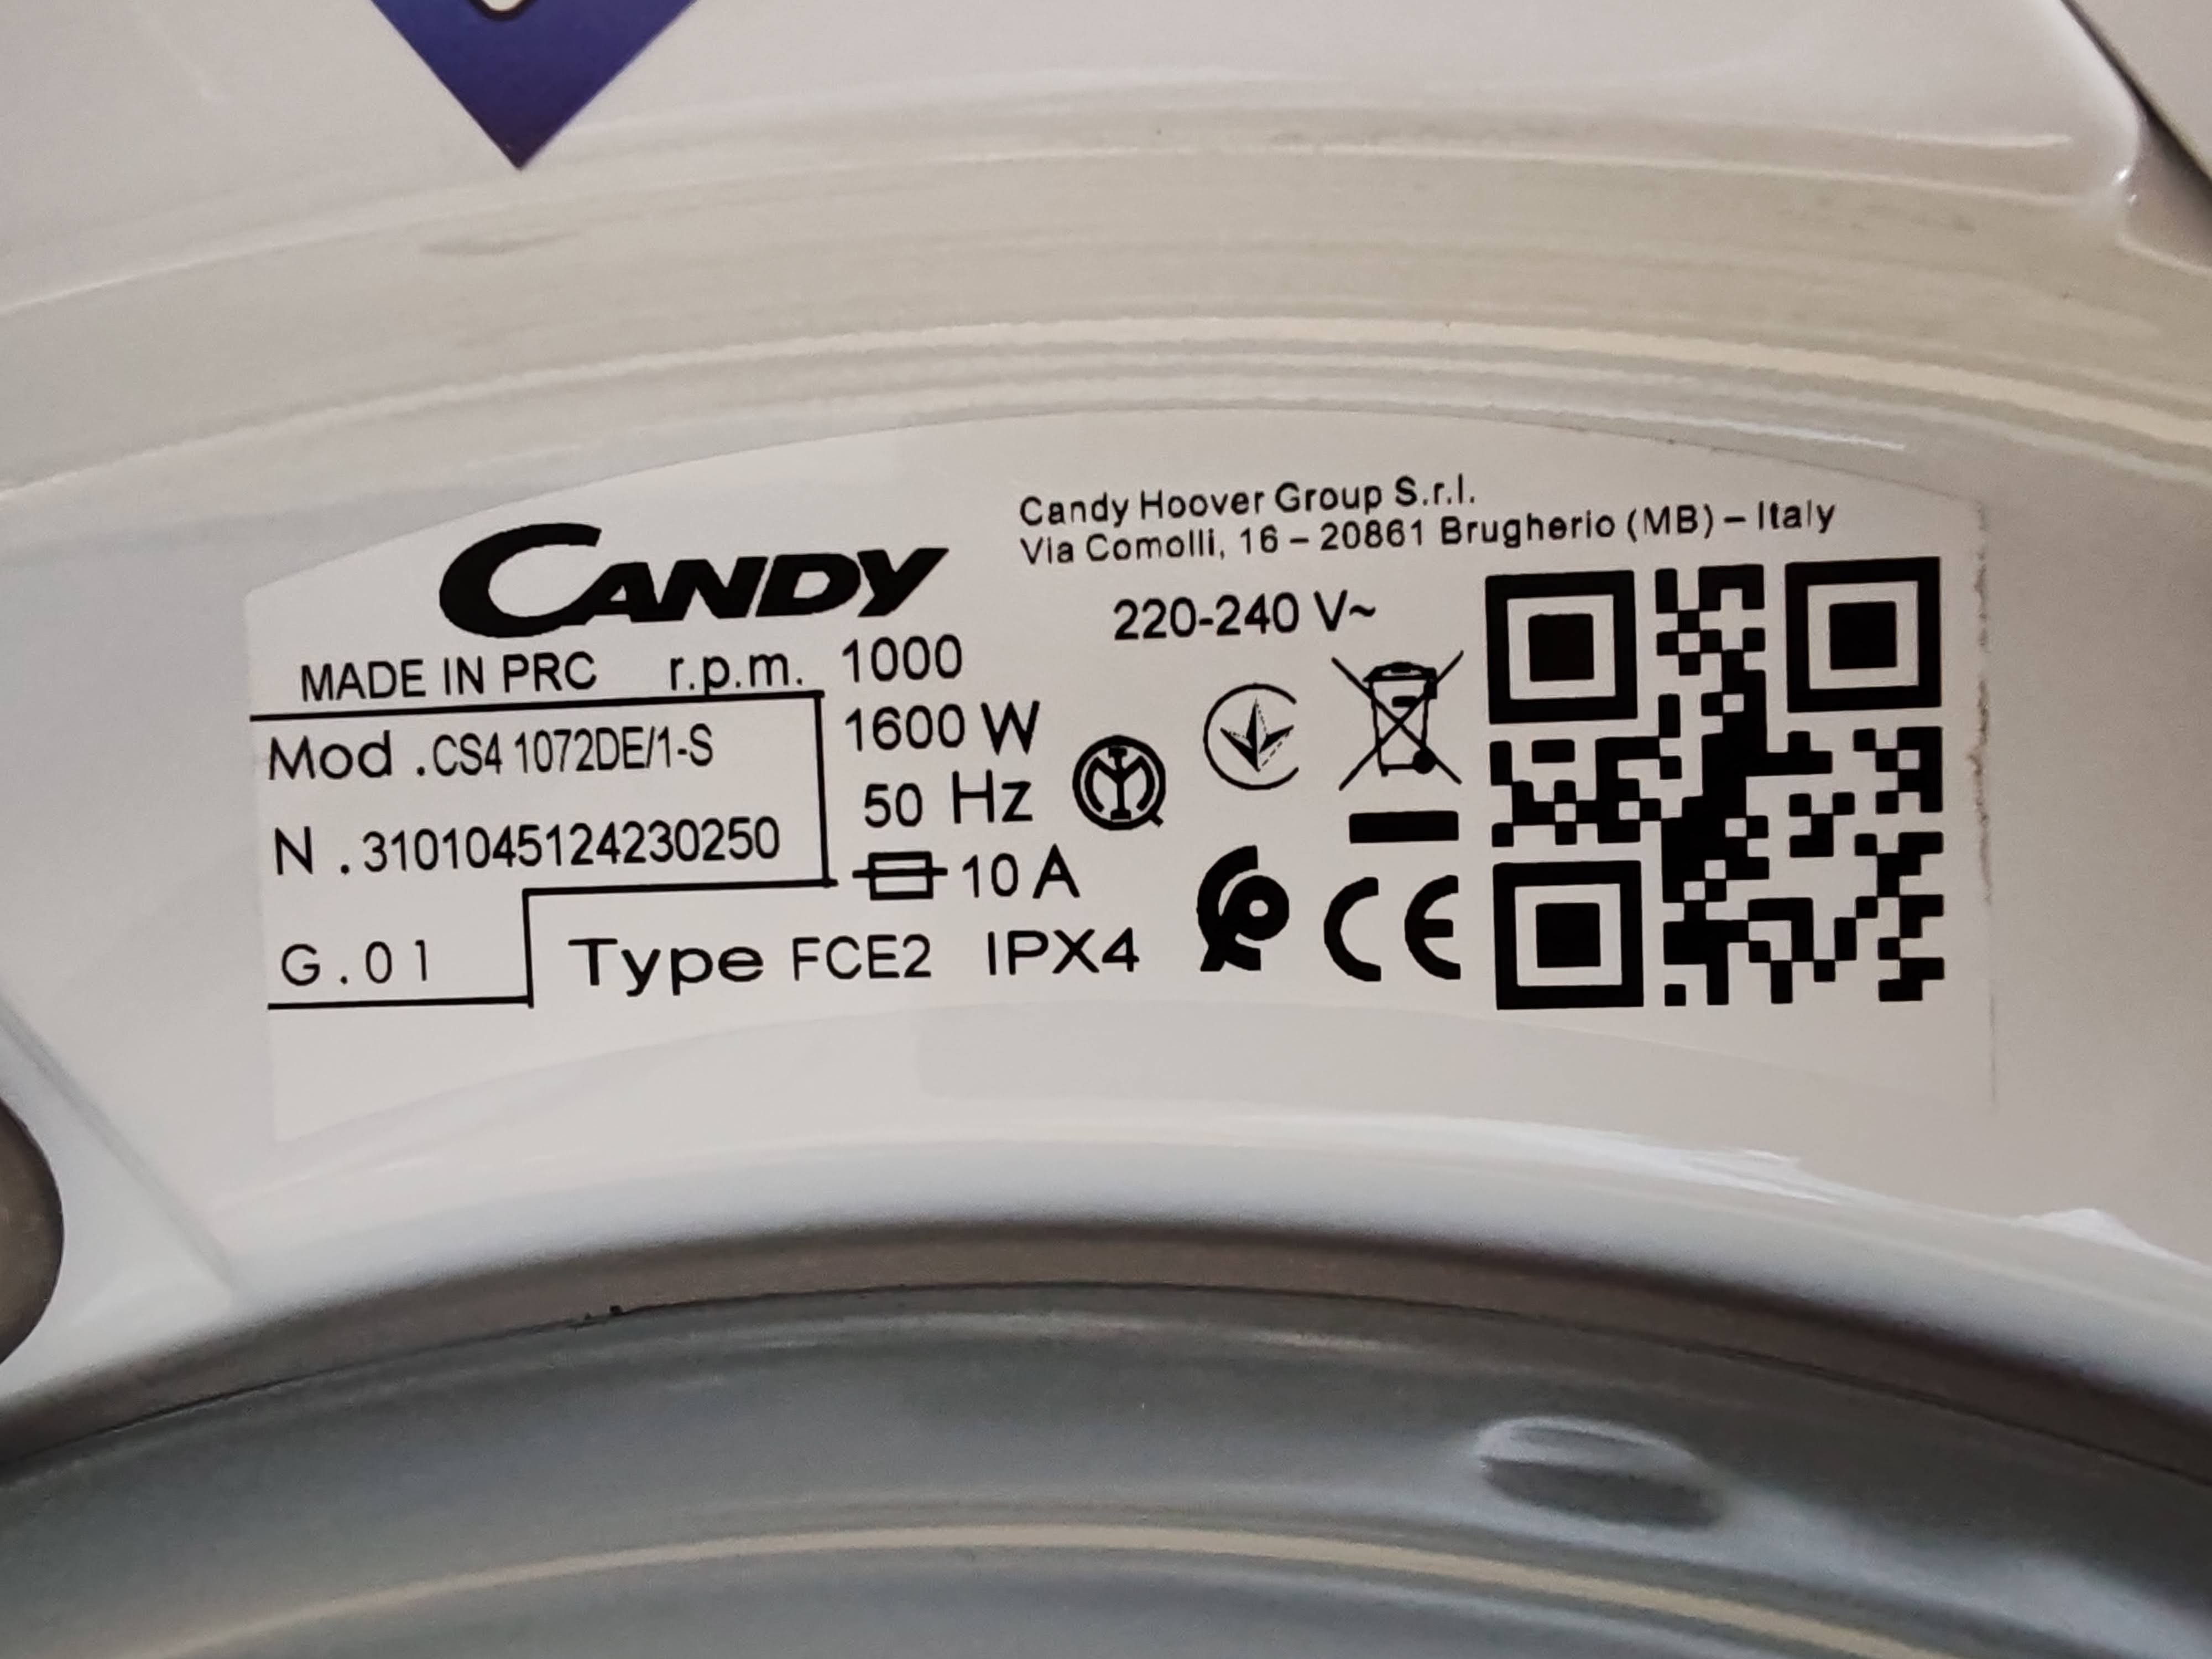 Candy Hoover Group S.r.l.
Via Comolli, 16 – 20861 Brugherio (MB) – Italy
CANDY
220-240 V~
MADE IN PRC r.p.m. 1000
Mod .CS4 1072DE/1-S
1600 W
N .3101045124230250
50 Hz
10 A
G.01
Type FCE2 IPX4
CE